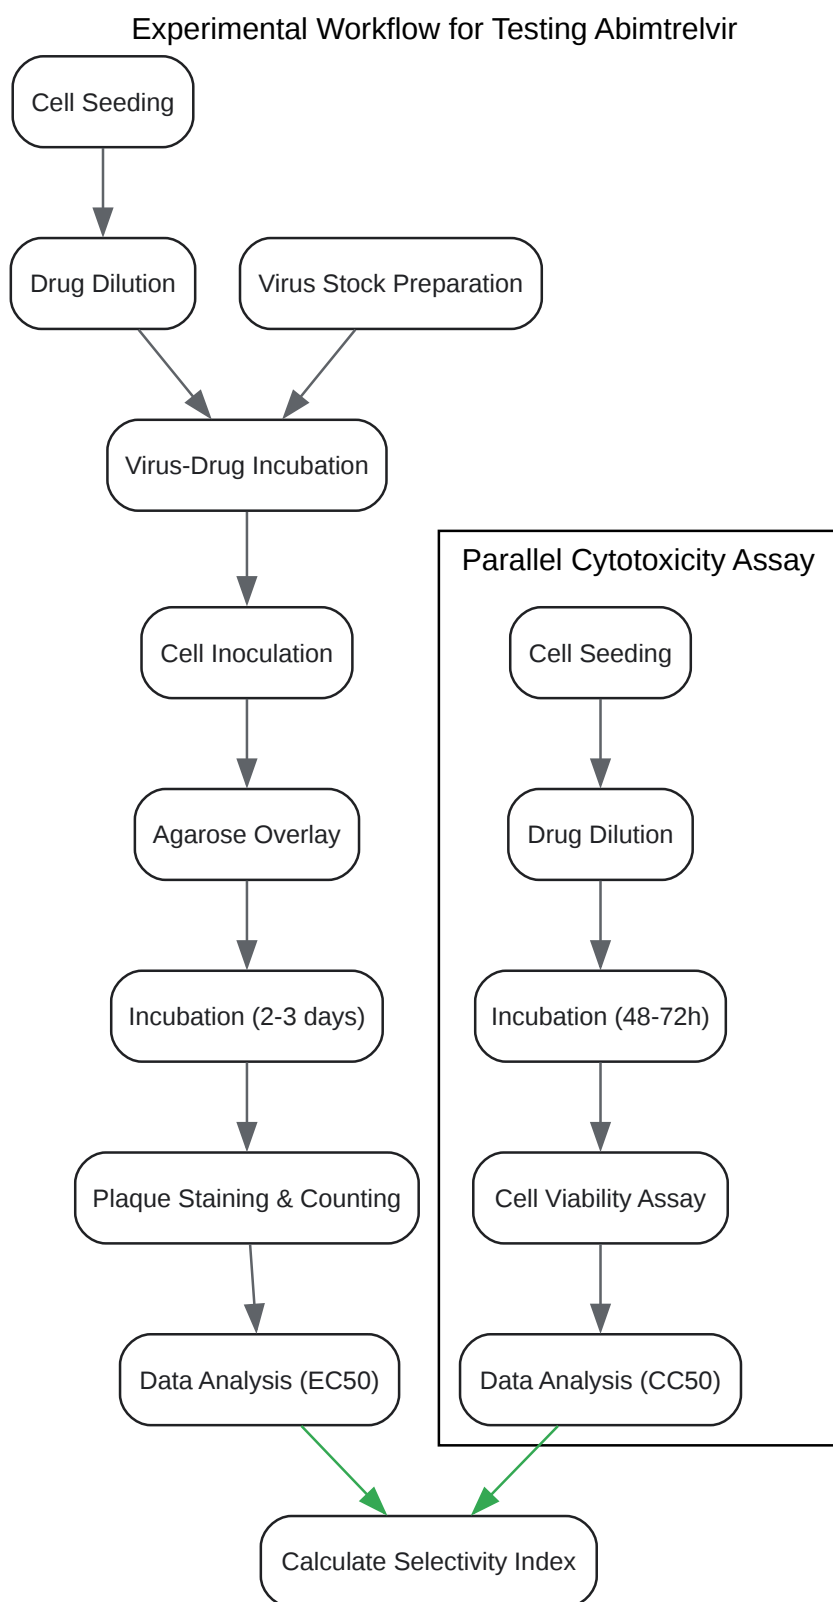 Experimental Workflow for Testing Abimtrelvir
Cell Seeding
Drug Dilution
Virus Stock Preparation
Virus-Drug Incubation
Parallel Cytotoxicity Assay
Cell Inoculation
Cell Seeding
Agarose Overlay
Drug Dilution
Incubation (2-3 days)
Incubation (48-72h)
Plaque Staining & Counting
Cell Viability Assay
Data Analysis (EC50)
Data Analysis (CC50)
Calculate Selectivity Index